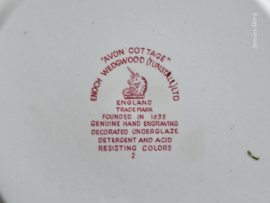 "AVON COTTAGE"
ENOCH WEDGWOOD (TUNSTALL) LTD
ENGLAND
TRADE MARK
FOUNDED IN 1835
GENUINE HAND ENGRAVING
DECORATED UNDERGLAZE
DETERGENT AND ACID
RESISTING COLORS
2